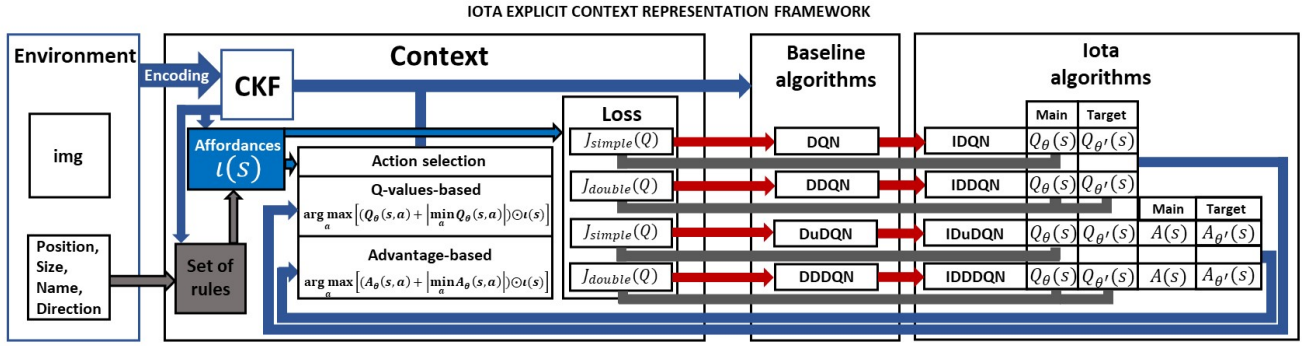 IOTA EXPLICIT CONTEXT REPRESENTATION FRAMEWORK
Environment
img
Position,
Size,
Name,
Direction
Encoding
Context
CKF
Affordances
ι(s)
Set of
rules
Action selection
Q-values-based
arg max_a [(Q_θ(s,a) + |min_a Q_θ(s,a)|)⊙ι(s)]
Advantage-based
arg max_a [(A_θ(s,a) + |min_a A_θ(s,a)|)⊙ι(s)]
Loss
J_simple(Q)
J_double(Q)
J_simple(Q)
J_double(Q)
Baseline
algorithms
DQN
DDQN
DuDQN
DDDQN
Iota
algorithms
Main Target
IDQN Q_θ(s) Q_θ'(s)
IDDQN Q_θ(s) Q_θ'(s)
Main Target
IDuDQN Q_θ(s) Q_θ'(s) A(s) A_θ'(s)
IDDDQN Q_θ(s) Q_θ'(s) A(s) A_θ'(s)